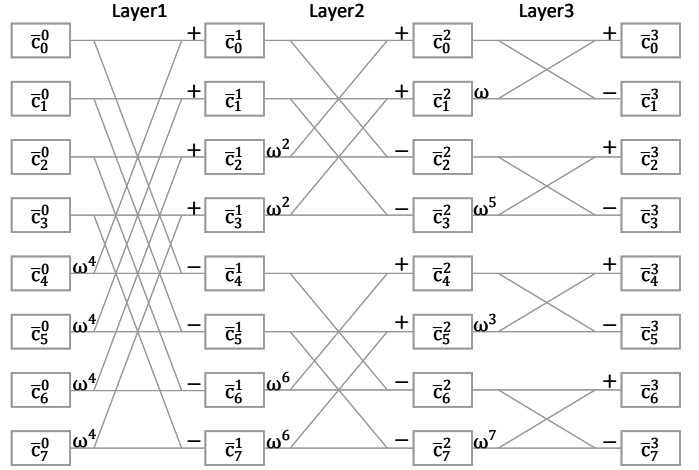 Layer1 Layer2 Layer3
c̅₀⁰ + c̅₀¹ + c̅₀² + c̅₀³
c̅₁⁰ + c̅₁¹ + c̅₁² ω − c̅₁³
c̅₂⁰ + c̅₂¹ ω² − c̅₂² + c̅₂³
c̅₃⁰ + c̅₃¹ ω² − c̅₃² ω⁵ − c̅₃³
c̅₄⁰ ω⁴ − c̅₄¹ + c̅₄² + c̅₄³
c̅₅⁰ ω⁴ − c̅₅¹ + c̅₅² ω³ − c̅₅³
c̅₆⁰ ω⁴ − c̅₆¹ ω⁶ − c̅₆² + c̅₆³
c̅₇⁰ ω⁴ − c̅₇¹ ω⁶ − c̅₇² ω⁷ − c̅₇³